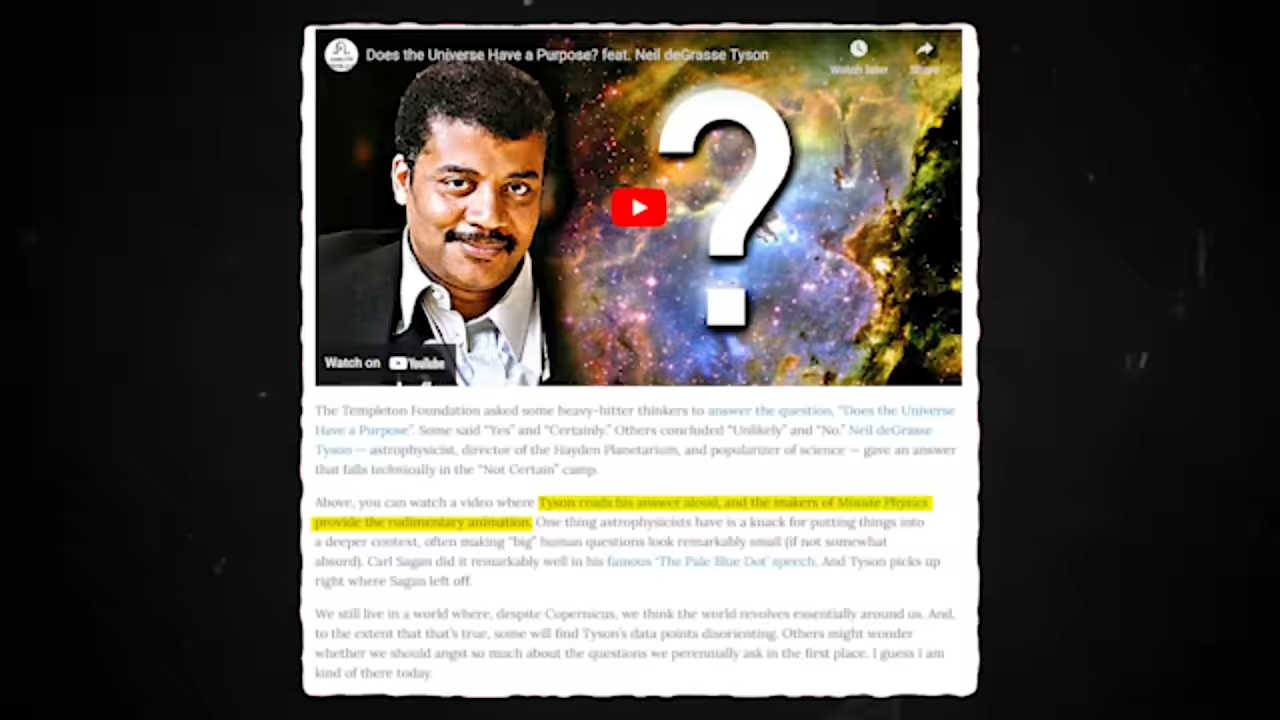 Does the Universe Have a Purpose? feat. Neil deGrasse Tyson
Watch later
Share
Watch on YouTube
The Templeton Foundation asked some heavy-hitter thinkers to answer the question, "Does the Universe
Have a Purpose". Some said "Yes" and "Certainly." Others concluded "Unlikely" and "No." Neil deGrasse
Tyson — astrophysicist, director of the Hayden Planetarium, and popularizer of science — gave an answer
that falls technically in the "Not Certain" camp.
Above, you can watch a video where Tyson reads his answer aloud, and the makers of Minute Physics
provide the rudimentary animation. One thing astrophysicists have is a knack for putting things into
a deeper context, often making "big" human questions look remarkably small (if not somewhat
absurd). Carl Sagan did it remarkably well in his famous 'The Pale Blue Dot' speech. And Tyson picks up
right where Sagan left off.
We still live in a world where, despite Copernicus, we think the world revolves essentially around us. And,
to the extent that that's true, some will find Tyson's data points disorienting. Others might wonder
whether we should angst so much about the questions we perennially ask in the first place. I guess I am
kind of there today.